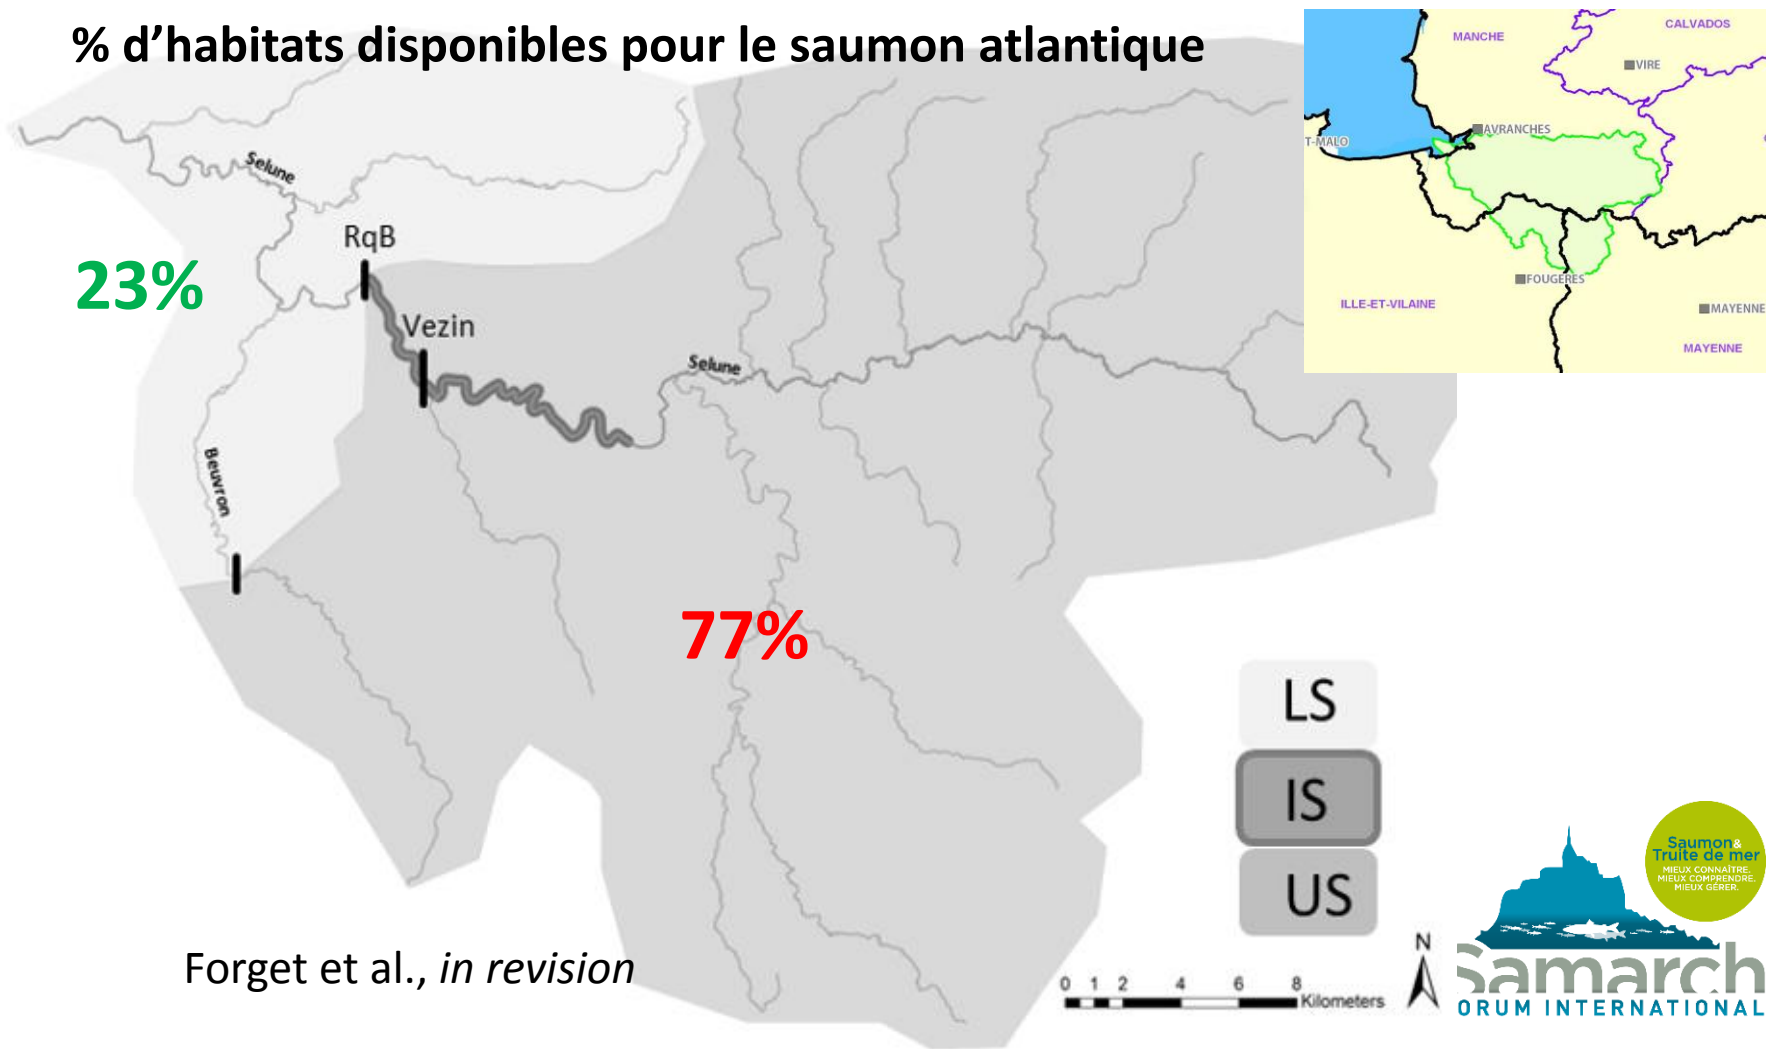 % d’habitats disponibles pour le saumon atlantique
MANCHE
CALVADOS
VIRE
AVRANCHES
T-MALO
FOUGERES
ILLE-ET-VILAINE
MAYENNE
MAYENNE
Selune
RqB
23%
Vezin
Selune
Beuvron
77%
LS
IS
US
Forget et al., in revision
N
0 1 2 4 6 8
Kilometers
Saumon&
Truite de mer
MIEUX CONNAÎTRE.
MIEUX COMPRENDRE.
MIEUX GÉRER.
Samarch
ORUM INTERNATIONAL